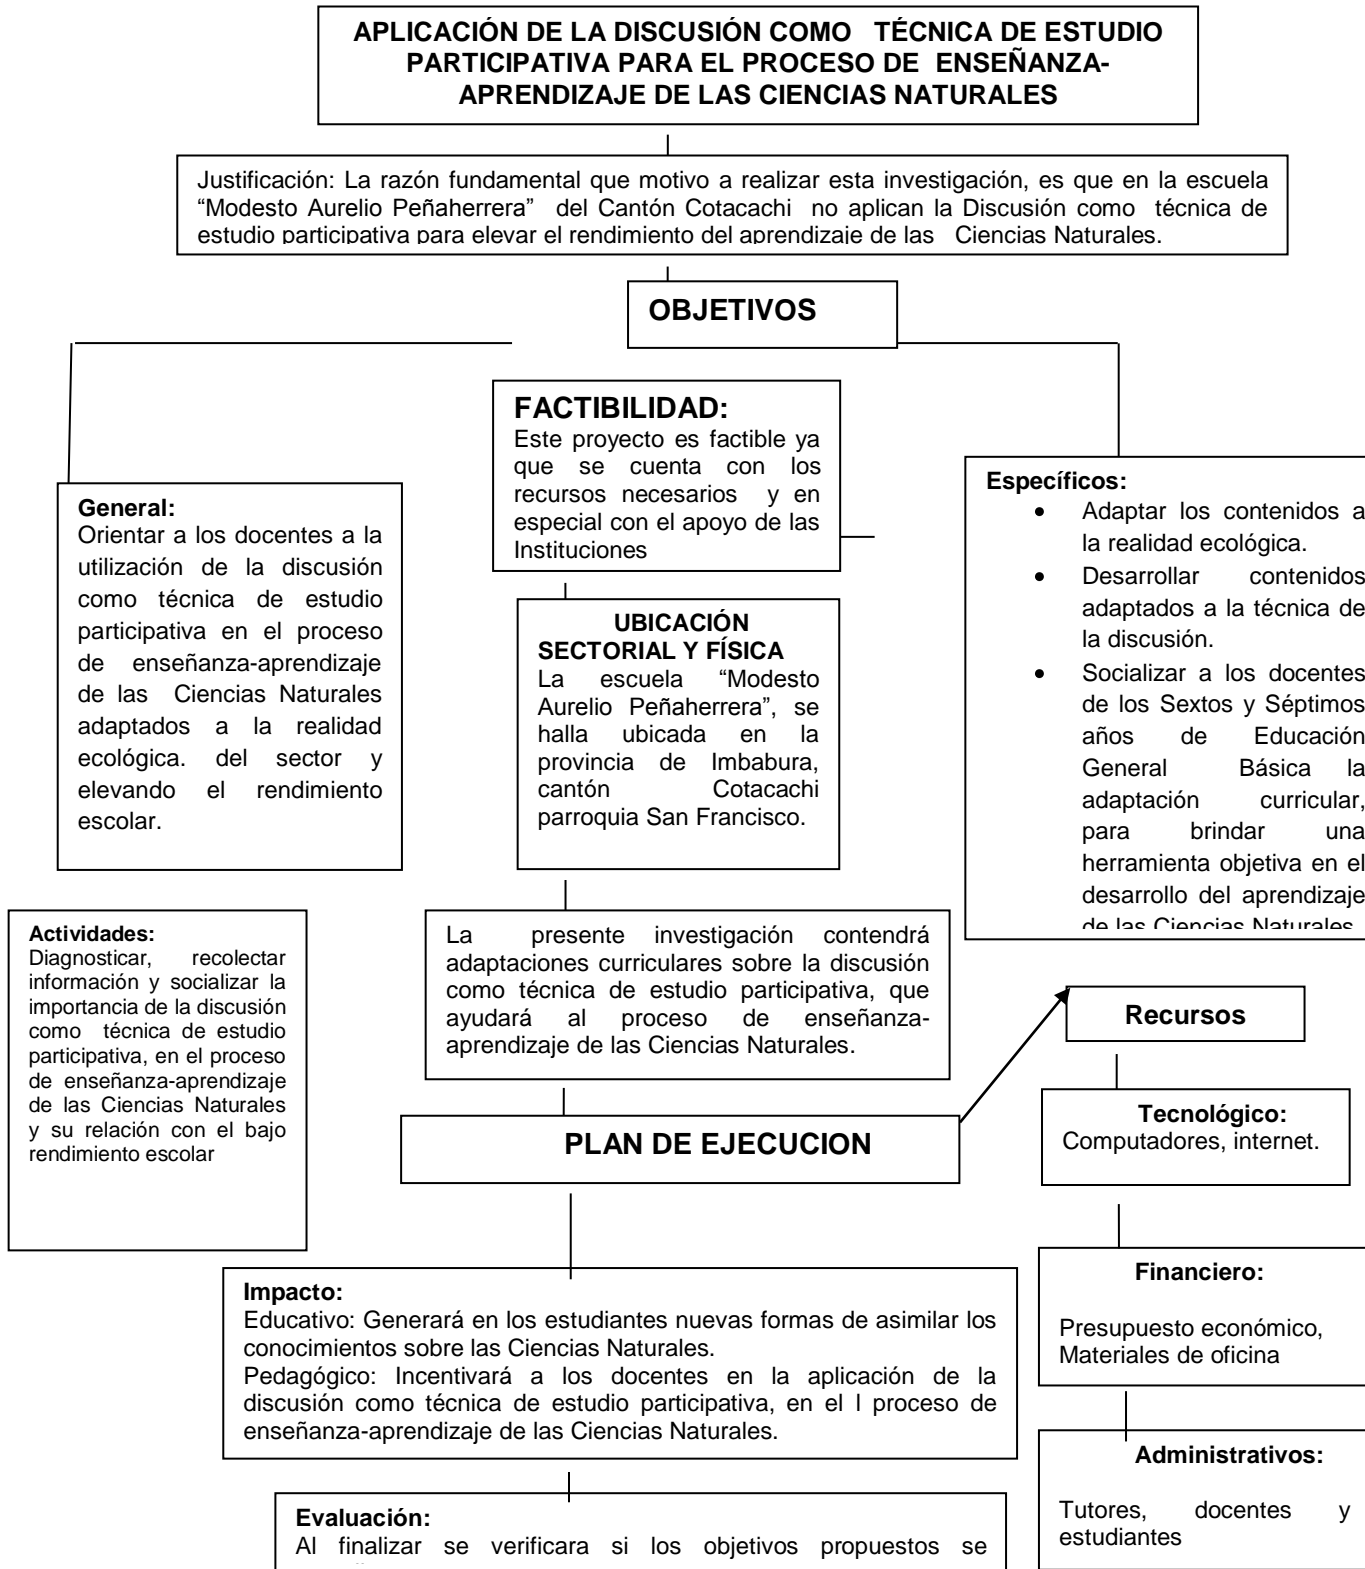 APLICACIÓN DE LA DISCUSIÓN COMO TÉCNICA DE ESTUDIO
PARTICIPATIVA PARA EL PROCESO DE ENSEÑANZA-
APRENDIZAJE DE LAS CIENCIAS NATURALES
Justificación: La razón fundamental que motivo a realizar esta investigación, es que en la escuela
“Modesto Aurelio Peñaherrera” del Cantón Cotacachi no aplican la Discusión como técnica de
estudio participativa para elevar el rendimiento del aprendizaje de las Ciencias Naturales.
OBJETIVOS
General:
Orientar a los docentes a la
utilización de la discusión
como técnica de estudio
participativa en el proceso
de enseñanza-aprendizaje
de las Ciencias Naturales
adaptados a la realidad
ecológica. del sector y
elevando el rendimiento
escolar.
FACTIBILIDAD:
Este proyecto es factible ya
que se cuenta con los
recursos necesarios y en
especial con el apoyo de las
Instituciones
Específicos:
• Adaptar los contenidos a
la realidad ecológica.
• Desarrollar contenidos
adaptados a la técnica de
la discusión.
• Socializar a los docentes
de los Sextos y Séptimos
años de Educación
General Básica la
adaptación curricular,
para brindar una
herramienta objetiva en el
desarrollo del aprendizaje
de las Ciencias Naturales
UBICACIÓN
SECTORIAL Y FÍSICA
La escuela “Modesto
Aurelio Peñaherrera”, se
halla ubicada en la
provincia de Imbabura,
cantón Cotacachi
parroquia San Francisco.
Actividades:
Diagnosticar, recolectar
información y socializar la
importancia de la discusión
como técnica de estudio
participativa, en el proceso
de enseñanza-aprendizaje
de las Ciencias Naturales
y su relación con el bajo
rendimiento escolar
La presente investigación contendrá
adaptaciones curriculares sobre la discusión
como técnica de estudio participativa, que
ayudará al proceso de enseñanza-
aprendizaje de las Ciencias Naturales.
PLAN DE EJECUCION
Recursos
Tecnológico:
Computadores, internet.
Financiero:
Presupuesto económico,
Materiales de oficina
Administrativos:
Tutores, docentes y
estudiantes
Impacto:
Educativo: Generará en los estudiantes nuevas formas de asimilar los
conocimientos sobre las Ciencias Naturales.
Pedagógico: Incentivará a los docentes en la aplicación de la
discusión como técnica de estudio participativa, en el l proceso de
enseñanza-aprendizaje de las Ciencias Naturales.
Evaluación:
Al finalizar se verificara si los objetivos propuestos se